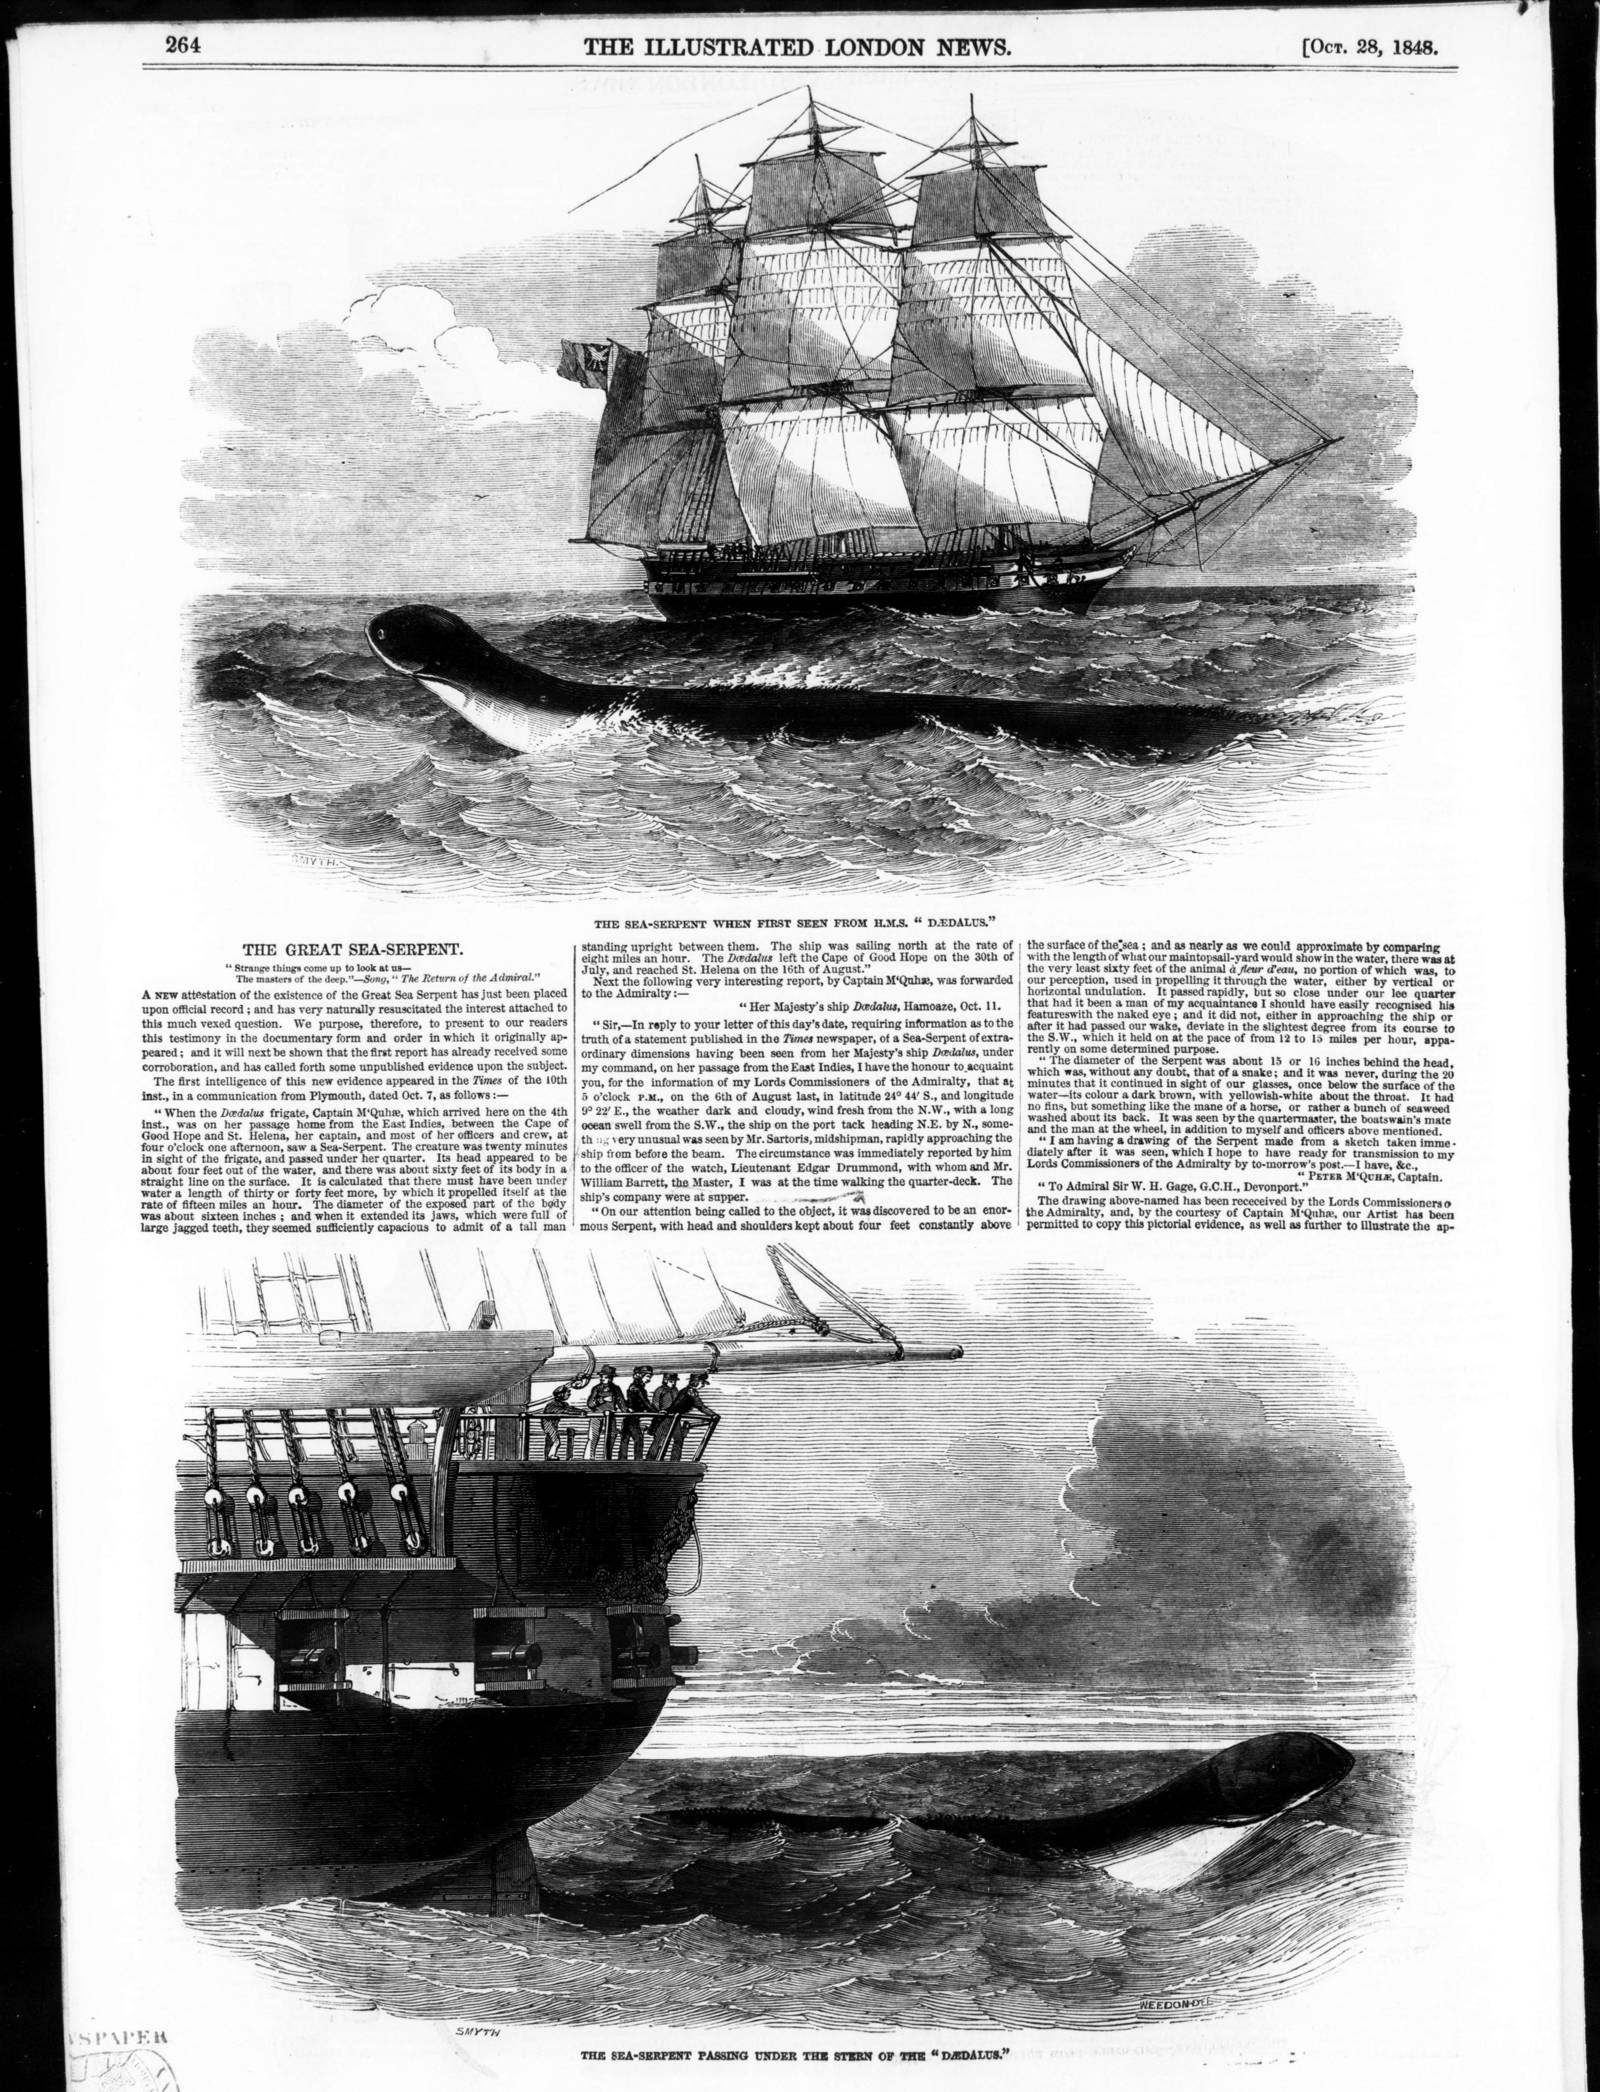 264
THE ILLUSTRATED LONDON NEWS.
[OCT. 28, 1848.
SMYTH.
THE SEA-SERPENT WHEN FIRST SEEN FROM H.M.S. "DÆDALUS."
THE GREAT SEA-SERPENT.
"Strange things come up to look at us—
The masters of the deep."—Song, "The Return of the Admiral."
A NEW attestation of the existence of the Great Sea Serpent has just been placed
upon official record; and has very naturally resuscitated the interest attached to
this much vexed question. We purpose, therefore, to present to our readers
this testimony in the documentary form and order in which it originally ap-
peared; and it will next be shown that the first report has already received some
corroboration, and has called forth some unpublished evidence upon the subject.
The first intelligence of this new evidence appeared in the Times of the 10th
inst., in a communication from Plymouth, dated Oct. 7, as follows:—
"When the Dædalus frigate, Captain M'Quhæ, which arrived here on the 4th
inst., was on her passage home from the East Indies, between the Cape of
Good Hope and St. Helena, her captain, and most of her officers and crew, at
four o'clock one afternoon, saw a Sea-Serpent. The creature was twenty minutes
in sight of the frigate, and passed under her quarter. Its head appeared to be
about four feet out of the water, and there was about sixty feet of its body in a
straight line on the surface. It is calculated that there must have been under
water a length of thirty or forty feet more, by which it propelled itself at the
rate of fifteen miles an hour. The diameter of the exposed part of the body
was about sixteen inches; and when it extended its jaws, which were full of
large jagged teeth, they seemed sufficiently capacious to admit of a tall man
standing upright between them. The ship was sailing north at the rate of
eight miles an hour. The Dædalus left the Cape of Good Hope on the 30th of
July, and reached St. Helena on the 16th of August."
Next the following very interesting report, by Captain M'Quhæ, was forwarded
to the Admiralty:—
"Her Majesty's ship Dædalus, Hamoaze, Oct. 11.
"Sir,—In reply to your letter of this day's date, requiring information as to the
truth of a statement published in the Times newspaper, of a Sea-Serpent of extra-
ordinary dimensions having been seen from her Majesty's ship Dædalus, under
my command, on her passage from the East Indies, I have the honour to acquaint
you, for the information of my Lords Commissioners of the Admiralty, that at
5 o'clock P.M., on the 6th of August last, in latitude 24° 44' S., and longitude
9° 22' E., the weather dark and cloudy, wind fresh from the N.W., with a long
ocean swell from the S.W., the ship on the port tack heading N.E. by N., some-
thing very unusual was seen by Mr. Sartoris, midshipman, rapidly approaching the
ship from before the beam. The circumstance was immediately reported by him
to the officer of the watch, Lieutenant Edgar Drummond, with whom and Mr.
William Barrett, the Master, I was at the time walking the quarter-deck. The
ship's company were at supper.
"On our attention being called to the object, it was discovered to be an enor-
mous Serpent, with head and shoulders kept about four feet constantly above
the surface of the sea; and as nearly as we could approximate by comparing
with the length of what our maintopsail-yard would show in the water, there was at
the very least sixty feet of the animal à fleur d'eau, no portion of which was, to
our perception, used in propelling it through the water, either by vertical or
horizontal undulation. It passed rapidly, but so close under our lee quarter
that had it been a man of my acquaintance I should have easily recognised his
features with the naked eye; and it did not, either in approaching the ship or
after it had passed our wake, deviate in the slightest degree from its course to
the S.W., which it held on at the pace of from 12 to 15 miles per hour, appa-
rently on some determined purpose.
"The diameter of the Serpent was about 15 or 16 inches behind the head,
which was, without any doubt, that of a snake; and it was never, during the 20
minutes that it continued in sight of our glasses, once below the surface of the
water—its colour a dark brown, with yellowish-white about the throat. It had
no fins, but something like the mane of a horse, or rather a bunch of seaweed
washed about its back. It was seen by the quartermaster, the boatswain's mate
and the man at the wheel, in addition to myself and officers above mentioned.
"I am having a drawing of the Serpent made from a sketch taken imme-
diately after it was seen, which I hope to have ready for transmission to my
Lords Commissioners of the Admiralty by to-morrow's post.—I have, &c.,
"PETER M'QUHÆ, Captain.
"To Admiral Sir W. H. Gage, G.C.H., Devonport."
The drawing above-named has been rececceived by the Lords Commissioners o
the Admiralty, and, by the courtesy of Captain M'Quhæ, our Artist has been
permitted to copy this pictorial evidence, as well as further to illustrate the ap-
WEEDON DEL
SMYTH
SPAPER
THE SEA-SERPENT PASSING UNDER THE STERN OF THE "DÆDALUS."